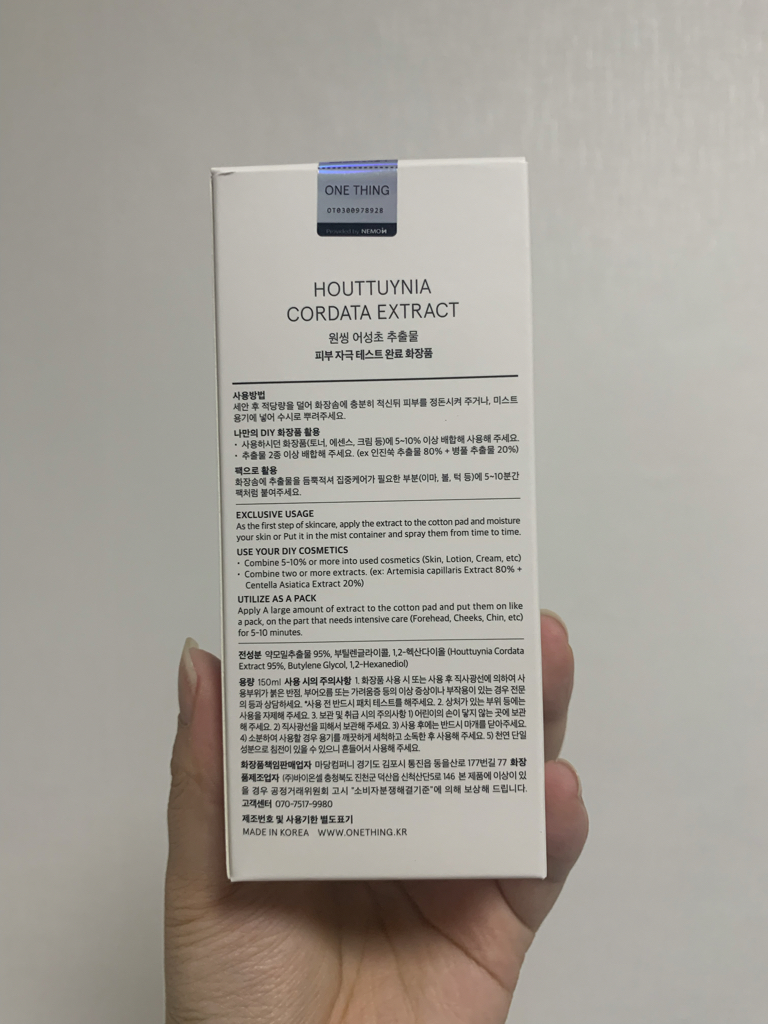 ONE THING
OT0300978928
Provided by NEMO
HOUTTUYNIA
CORDATA EXTRACT
원씽 어성초 추출물
피부 자극 테스트 완료 화장품
사용방법
세안 후 적당량을 덜어 화장솜에 충분히 적신뒤 피부를 정돈시켜 주거나, 미스트
용기에 넣어 수시로 뿌려주세요.
나만의 DIY 화장품 활용
• 사용하시던 화장품(토너, 에센스, 크림 등)에 5~10% 이상 배합해 사용해 주세요.
• 추출물 2종 이상 배합해 주세요. (ex 인진쑥 추출물 80% + 병풀 추출물 20%)
팩으로 활용
화장솜에 추출물을 듬뿍적셔 집중케어가 필요한 부분(이마, 볼, 턱 등)에 5~10분간
팩처럼 붙여주세요.
EXCLUSIVE USAGE
As the first step of skincare, apply the extract to the cotton pad and moisture
your skin or Put it in the mist container and spray them from time to time.
USE YOUR DIY COSMETICS
• Combine 5-10% or more into used cosmetics (Skin, Lotion, Cream, etc)
• Combine two or more extracts. (ex: Artemisia capillaris Extract 80% +
Centella Asiatica Extract 20%)
UTILIZE AS A PACK
Apply A large amount of extract to the cotton pad and put them on like
a pack, on the part that needs intensive care (Forehead, Cheeks, Chin, etc)
for 5-10 minutes.
전성분 약모밀추출물 95%, 부틸렌글라이콜, 1,2-헥산다이올 (Houttuynia Cordata
Extract 95%, Butylene Glycol, 1,2-Hexanediol)
용량 150ml 사용 시의 주의사항 1. 화장품 사용 시 또는 사용 후 직사광선에 의하여 사
용부위가 붉은 반점, 부어오름 또는 가려움증 등의 이상 증상이나 부작용이 있는 경우 전문
의 등과 상담하세요. *사용 전 반드시 패치 테스트를 해주세요. 2. 상처가 있는 부위 등에는
사용을 자제해 주세요. 3. 보관 및 취급 시의 주의사항 1) 어린이의 손이 닿지 않는 곳에 보관
해 주세요. 2) 직사광선을 피해서 보관해 주세요. 3) 사용 후에는 반드시 마개를 닫아주세요.
4) 소분하여 사용할 경우 용기를 깨끗하게 세척하고 소독한 후 사용해 주세요. 5) 천연 단일
성분으로 침전이 있을 수 있으니 흔들어서 사용해 주세요.
화장품책임판매업자 마당컴퍼니 경기도 김포시 통진읍 동을산로 177번길 77 화장
품제조업자 (주)바이온셀 충청북도 진천군 덕산읍 신척산단5로 146 본 제품에 이상이 있
을 경우 공정거래위원회 고시 "소비자분쟁해결기준"에 의해 보상해 드립니다.
고객센터 070-7517-9980
제조번호 및 사용기한 별도표기
MADE IN KOREA WWW.ONETHING.KR